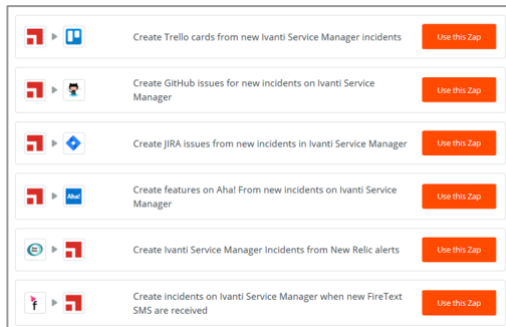 Create Trello cards from new Ivanti Service Manager incidents
Use this Zap
Create GitHub issues for new incidents on Ivanti Service
Manager
Use this Zap
Create JIRA issues from new incidents in Ivanti Service Manager
Use this Zap
Aha!
Create features on Aha! From new incidents on Ivanti Service
Manager
Use this Zap
Create Ivanti Service Manager Incidents from New Relic alerts
Use this Zap
f
Create incidents on Ivanti Service Manager when new FireText
SMS are received
Use this Zap